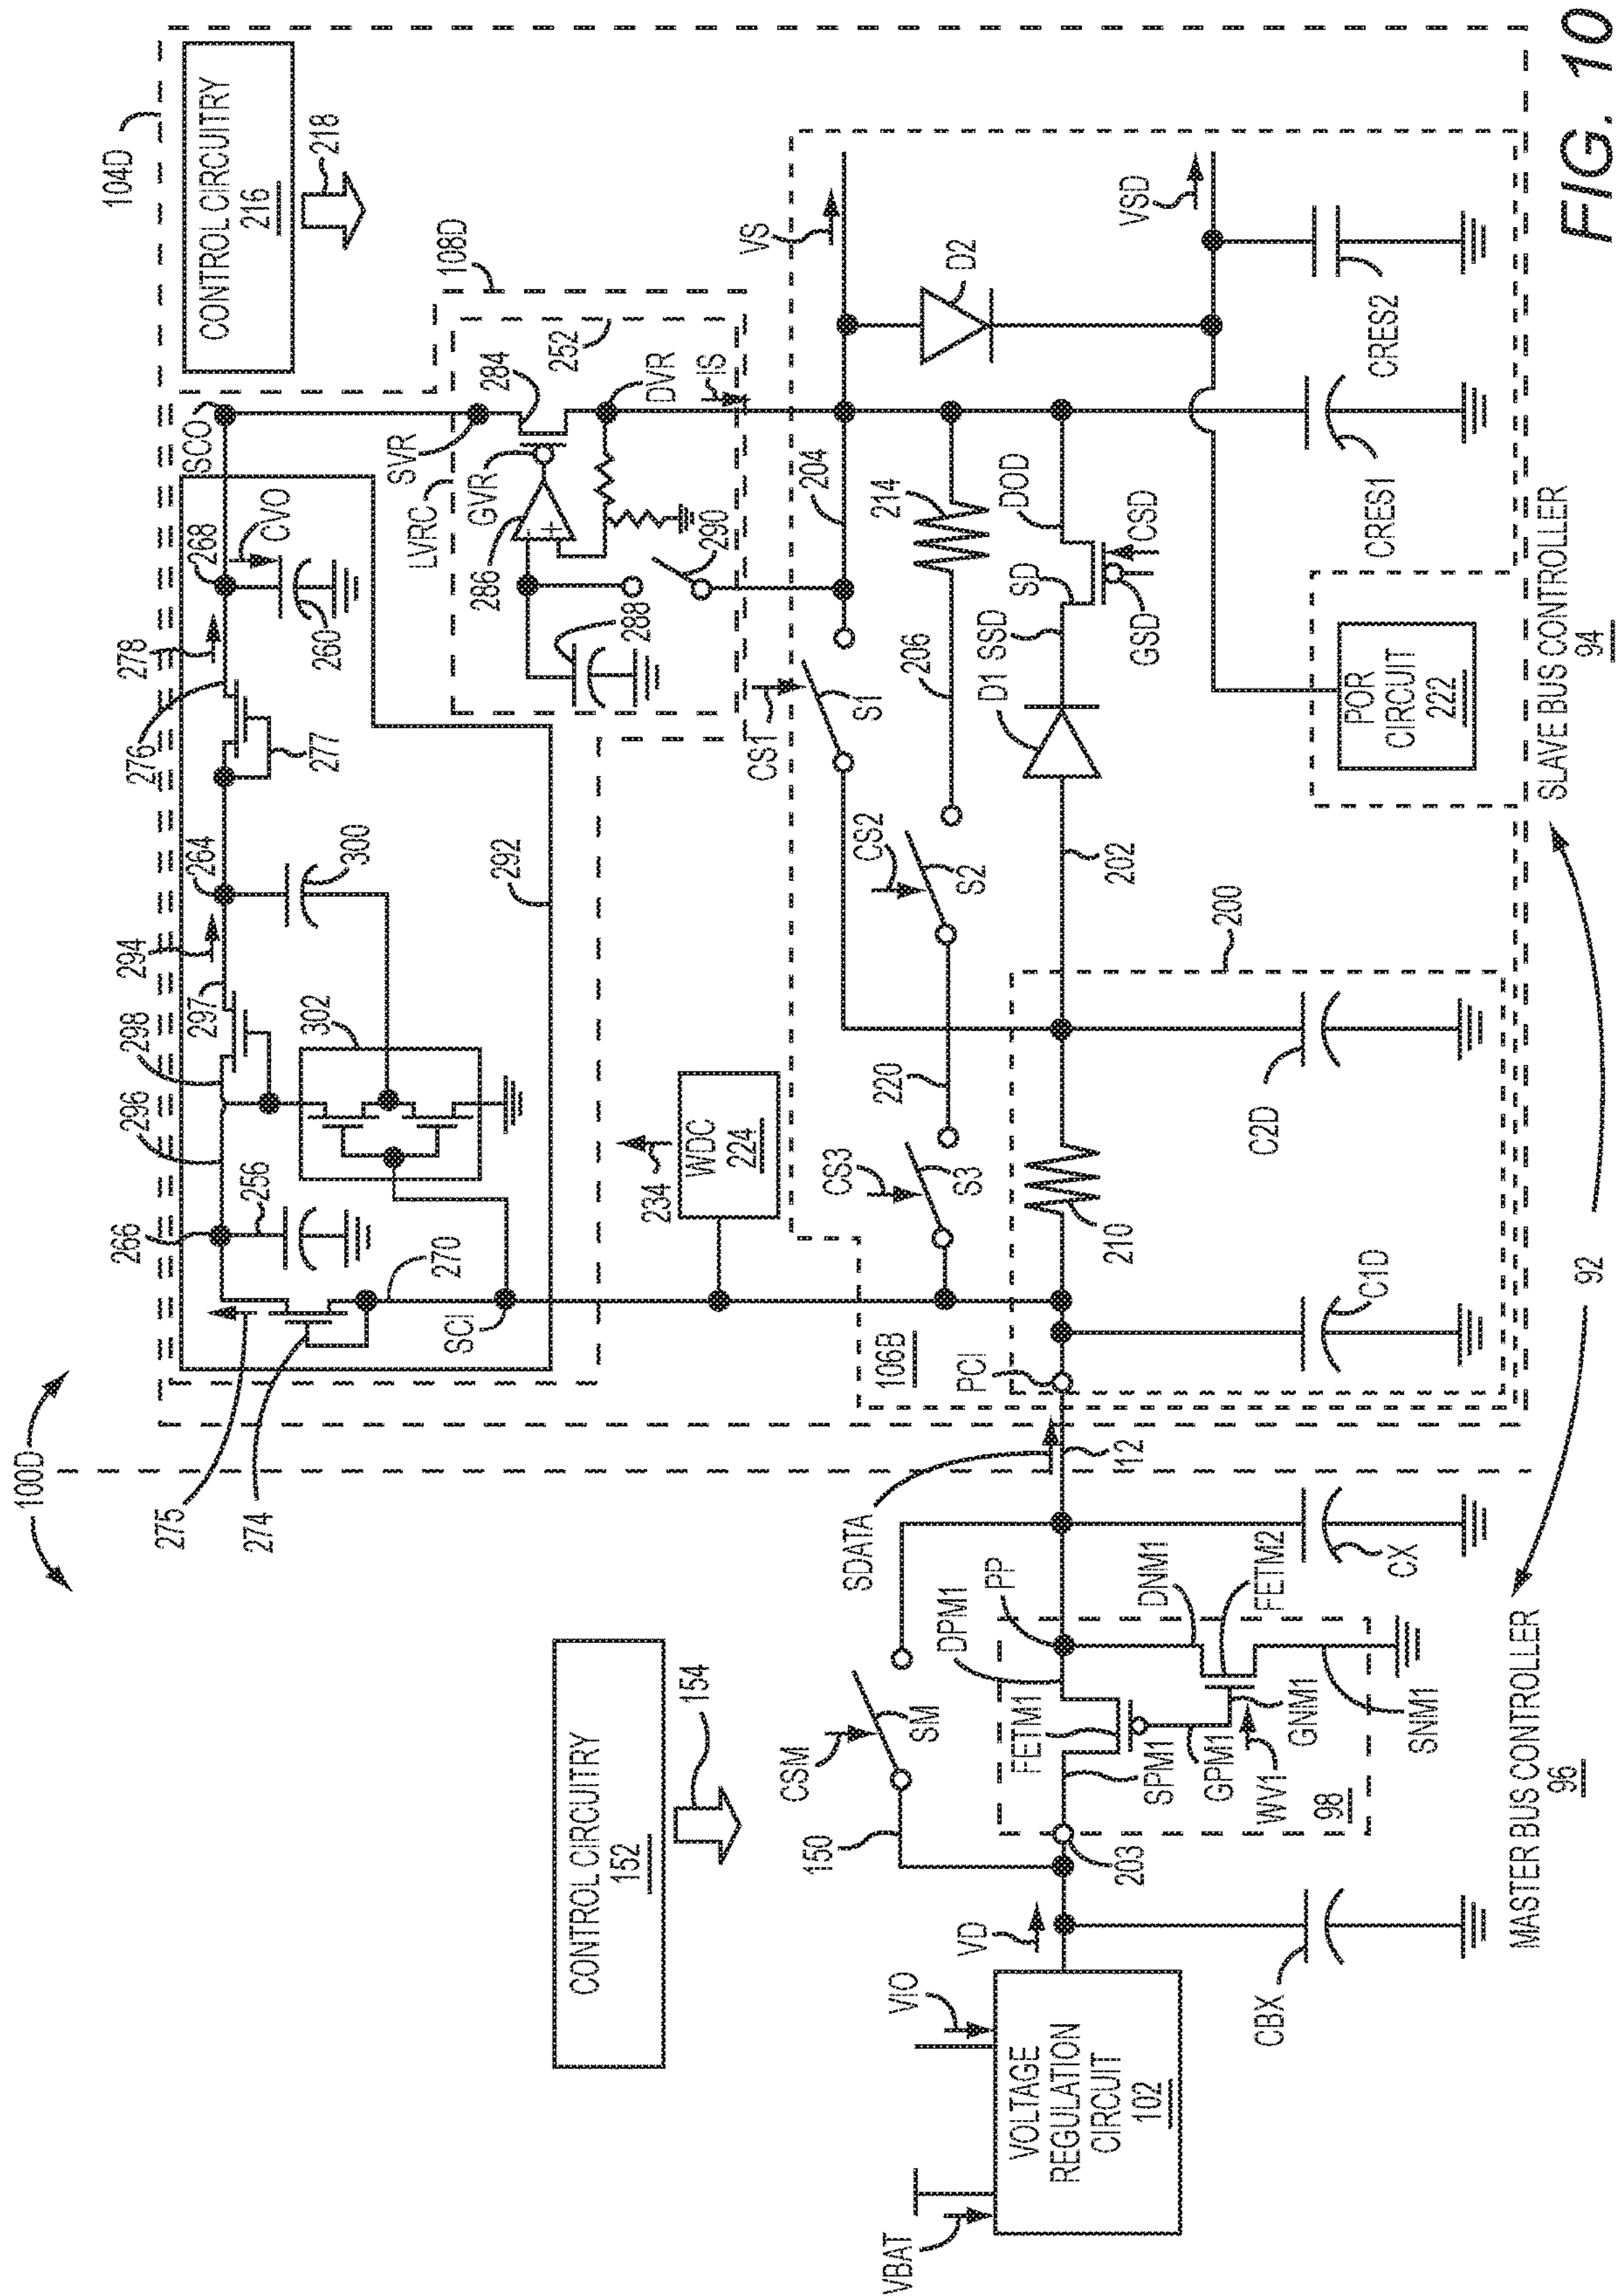 100D
104D
CONTROL CIRCUITRY
216
218
SCO
268
CVO
278
260
276
277
264
300
294
297
298
302
296
256
266
275
274
270
SCI
292
SVR
108D
252
284
LVRC
GVR
DVR
IS
286
+
288
290
VS
D2
VSD
204
214
206
CS1
S1
CS2
S2
220
CS3
S3
234
WDC
224
106B
PCI
DOD
CSD
SD
GSD
SSD
D1
202
200
210
C1D
C2D
CRES1
CRES2
POR
CIRCUIT
222
SLAVE BUS CONTROLLER
94
92
CONTROL CIRCUITRY
152
154
CSM
SM
150
SDATA
12
DPM1
PP
FETM1
SPM1
GPM1
WV1
98
GNM1
SNM1
DNM1
FETM2
CX
203
VD
VIO
VBAT
VOLTAGE
REGULATION
CIRCUIT
102
CBX
MASTER BUS CONTROLLER
96
FIG. 10